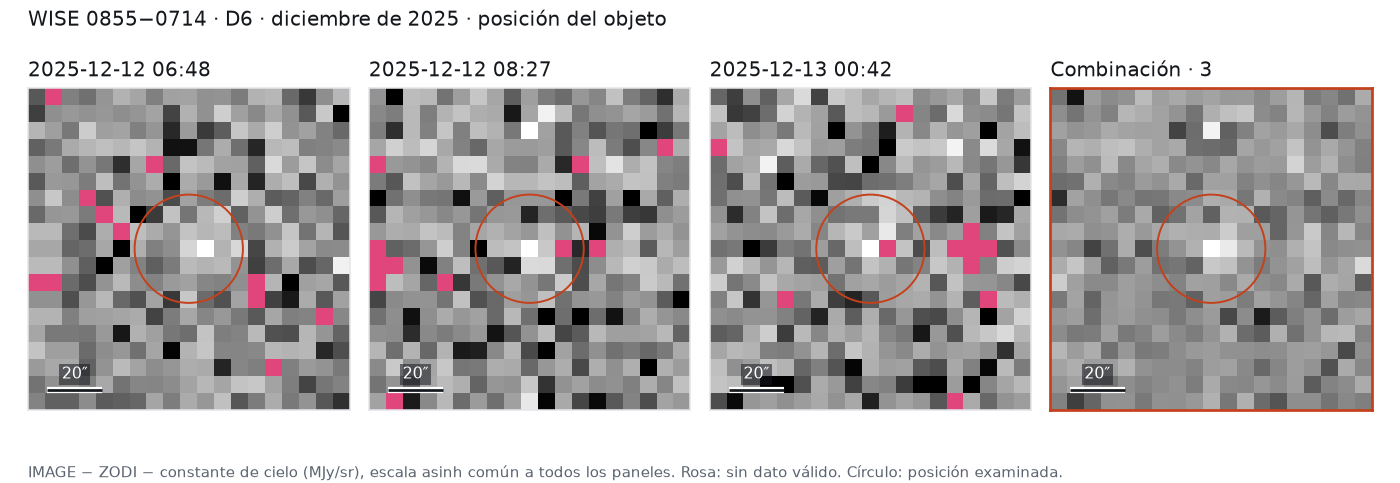 WISE 0855−0714 · D6 · diciembre de 2025 · posición del objeto
2025-12-12 06:48
2025-12-12 08:27
2025-12-13 00:42
Combinación · 3
20″
20″
20″
20″
IMAGE − ZODI − constante de cielo (MJy/sr), escala asinh común a todos los paneles. Rosa: sin dato válido. Círculo: posición examinada.